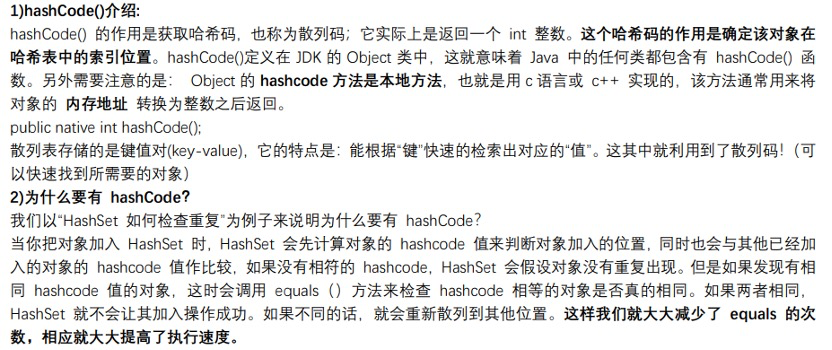 1)hashCode()介绍:
hashCode() 的作用是获取哈希码，也称为散列码；它实际上是返回一个 int 整数。这个哈希码的作用是确定该对象在
哈希表中的索引位置。hashCode()定义在 JDK 的 Object 类中，这就意味着 Java 中的任何类都包含有 hashCode() 函
数。另外需要注意的是： Object 的 hashcode 方法是本地方法，也就是用 c 语言或 c++ 实现的，该方法通常用来将
对象的 内存地址 转换为整数之后返回。
public native int hashCode();
散列表存储的是键值对(key-value)，它的特点是：能根据“键”快速的检索出对应的“值”。这其中就利用到了散列码！（可
以快速找到所需要的对象）
2)为什么要有 hashCode？
我们以“HashSet 如何检查重复”为例子来说明为什么要有 hashCode？
当你把对象加入 HashSet 时，HashSet 会先计算对象的 hashcode 值来判断对象加入的位置，同时也会与其他已经加
入的对象的 hashcode 值作比较，如果没有相符的 hashcode，HashSet 会假设对象没有重复出现。但是如果发现有相
同 hashcode 值的对象，这时会调用 equals（）方法来检查 hashcode 相等的对象是否真的相同。如果两者相同，
HashSet 就不会让其加入操作成功。如果不同的话，就会重新散列到其他位置。这样我们就大大减少了 equals 的次
数，相应就大大提高了执行速度。